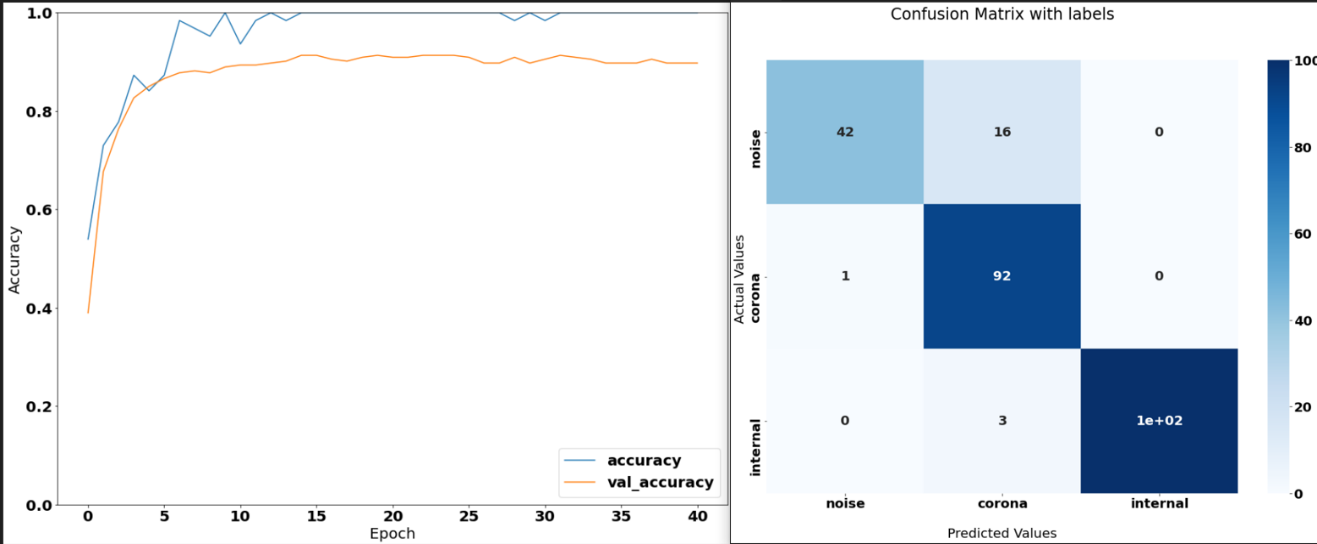 1.0
0.8
0.6
0.4
0.2
0.0
Accuracy
0 5 10 15 20 25 30 35 40
Epoch
accuracy
val_accuracy
Confusion Matrix with labels
Actual Values
noise
corona
internal
42 16 0
1 92 0
0 3 1e+02
noise corona internal
Predicted Values
100
80
60
40
20
0